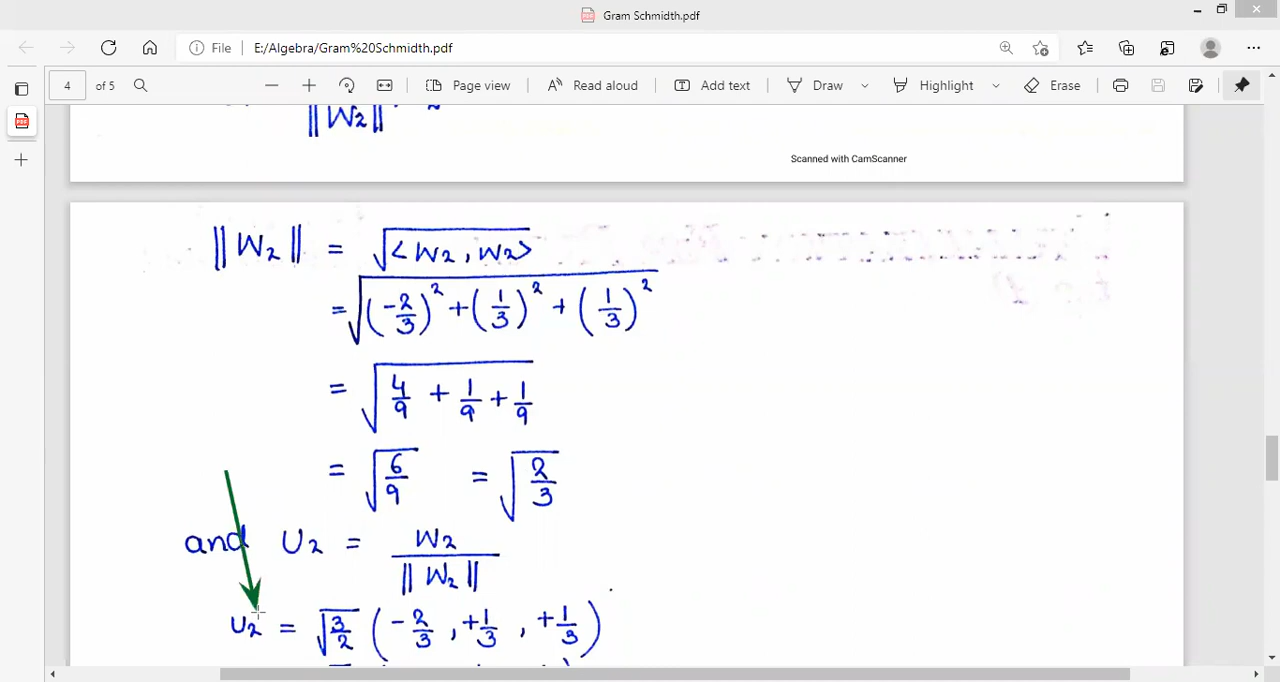 Gram Schmidth.pdf
File E:/Algebra/Gram%20Schmidth.pdf
4 of 5 Page view Read aloud Add text Draw Highlight Erase
||W2||
Scanned with CamScanner
||W2|| = √<W2, W2>
= √(-2/3)² + (1/3)² + (1/3)²
= √4/9 + 1/9 + 1/9
= √6/9 = √2/3
and U2 = W2/||W2||
U2 = √3/2 (-2/3, +1/3, +1/3)